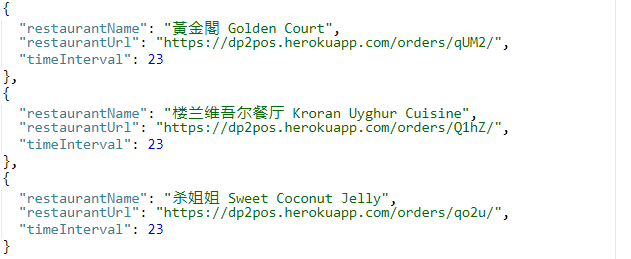 {
"restaurantName": "黃金閣 Golden Court",
"restaurantUrl": "https://dp2pos.herokuapp.com/orders/qUM2/",
"timeInterval": 23
},
{
"restaurantName": "楼兰维吾尔餐厅 Kroran Uyghur Cuisine",
"restaurantUrl": "https://dp2pos.herokuapp.com/orders/Q1hZ/",
"timeInterval": 23
},
{
"restaurantName": "杀姐姐 Sweet Coconut Jelly",
"restaurantUrl": "https://dp2pos.herokuapp.com/orders/qo2u/",
"timeInterval": 23
}